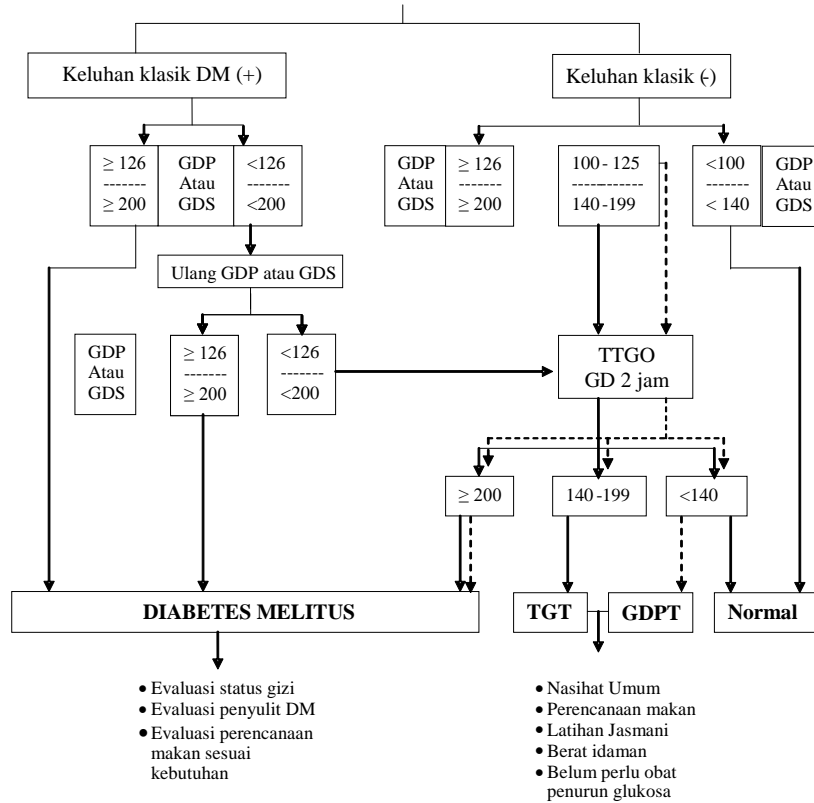 Keluhan klasik DM (+)
Keluhan klasik (-)
≥ 126
-------
≥ 200
GDP
Atau
GDS
<126
-------
<200
GDP
Atau
GDS
≥ 126
-------
≥ 200
100 - 125
--------------
140 -199
<100
-------
< 140
GDP
Atau
GDS
Ulang GDP atau GDS
GDP
Atau
GDS
≥ 126
-------
≥ 200
<126
-------
<200
TTGO
GD 2 jam
≥ 200
140 -199
<140
DIABETES MELITUS
TGT
GDPT
Normal
• Evaluasi status gizi
• Evaluasi penyulit DM
• Evaluasi perencanaan
makan sesuai
kebutuhan
• Nasihat Umum
• Perencanaan makan
• Latihan Jasmani
• Berat idaman
• Belum perlu obat
penurun glukosa